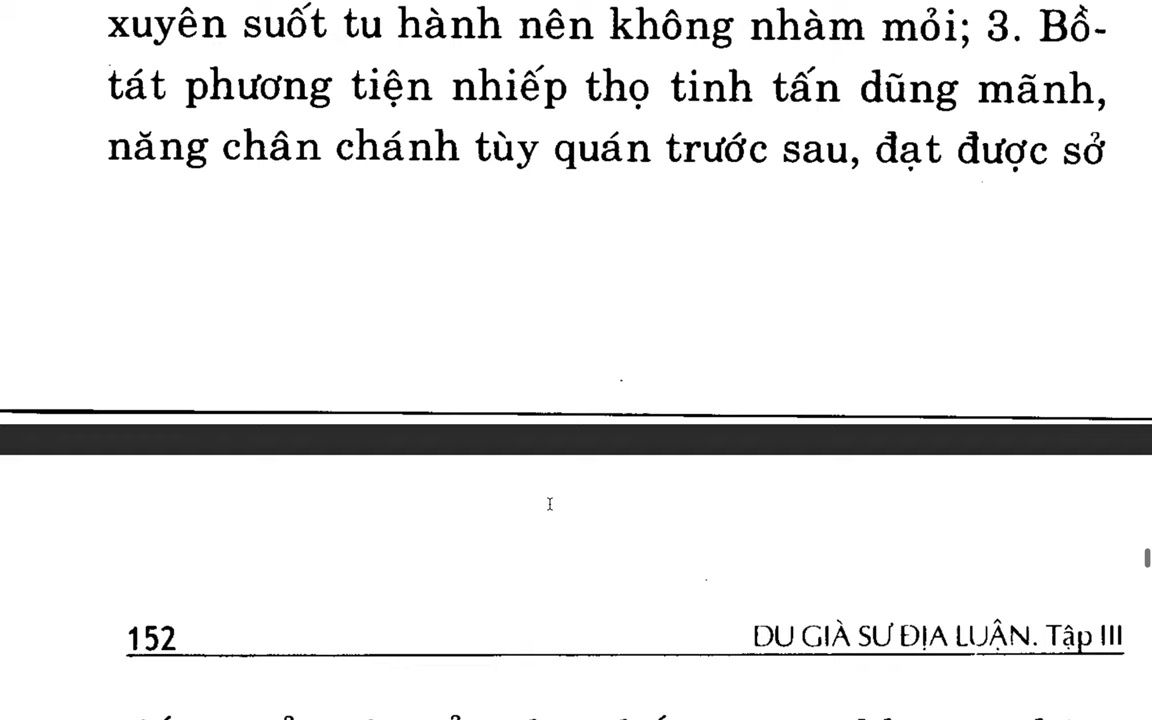 xuyên suốt tu hành nên không nhàm mỏi; 3. Bồ-
tát phương tiện nhiếp thọ tinh tấn dũng mãnh,
năng chân chánh tùy quán trước sau, đạt được sở
152 DU GIÀ SƯ ĐỊA LUẬN. Tập III